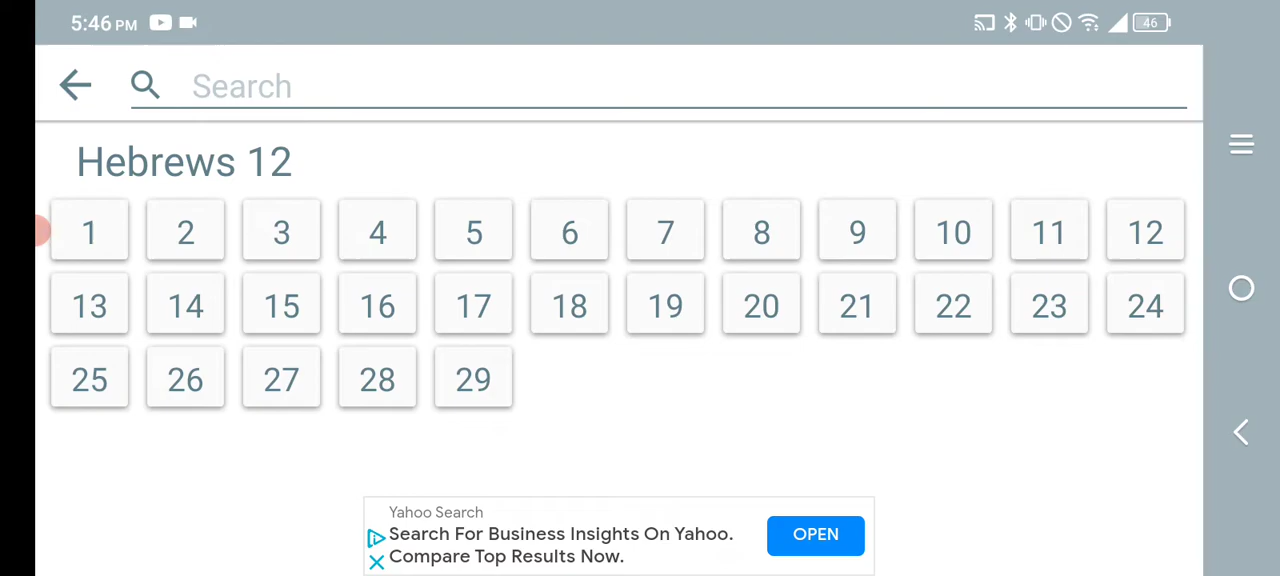 5:46 PM
46
Search
Hebrews 12
1 2 3 4 5 6 7 8 9 10 11 12
13 14 15 16 17 18 19 20 21 22 23 24
25 26 27 28 29
Yahoo Search
Search For Business Insights On Yahoo.
Compare Top Results Now.
OPEN